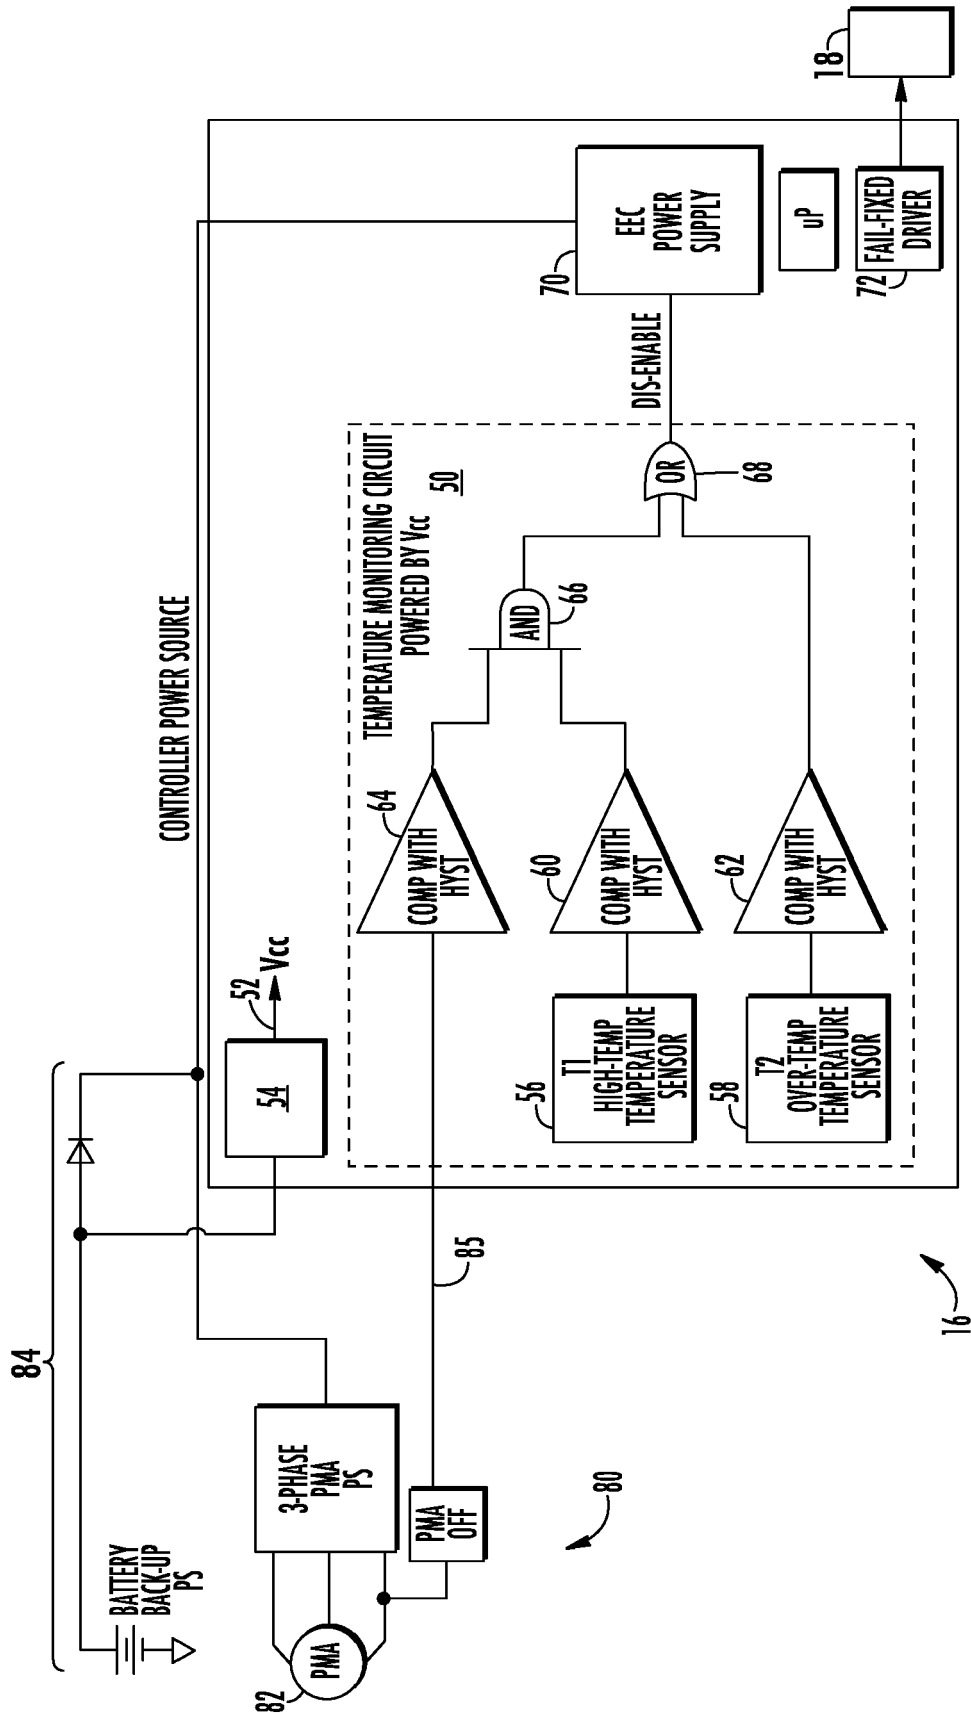 84
BATTERY
BACK-UP
PS
82
PMA
3-PHASE
PMA
PS
PMA
OFF
80
85
16
CONTROLLER POWER SOURCE
54
52
Vcc
TEMPERATURE MONITORING CIRCUIT
POWERED BY Vcc
50
64
COMP WITH
HYST
56
T1
HIGH-TEMP
TEMPERATURE
SENSOR
60
COMP WITH
HYST
58
T2
OVER-TEMP
TEMPERATURE
SENSOR
62
COMP WITH
HYST
AND
66
OR
68
DIS-ENABLE
70
EEC
POWER
SUPPLY
uP
72
FAIL-FIXED
DRIVER
18